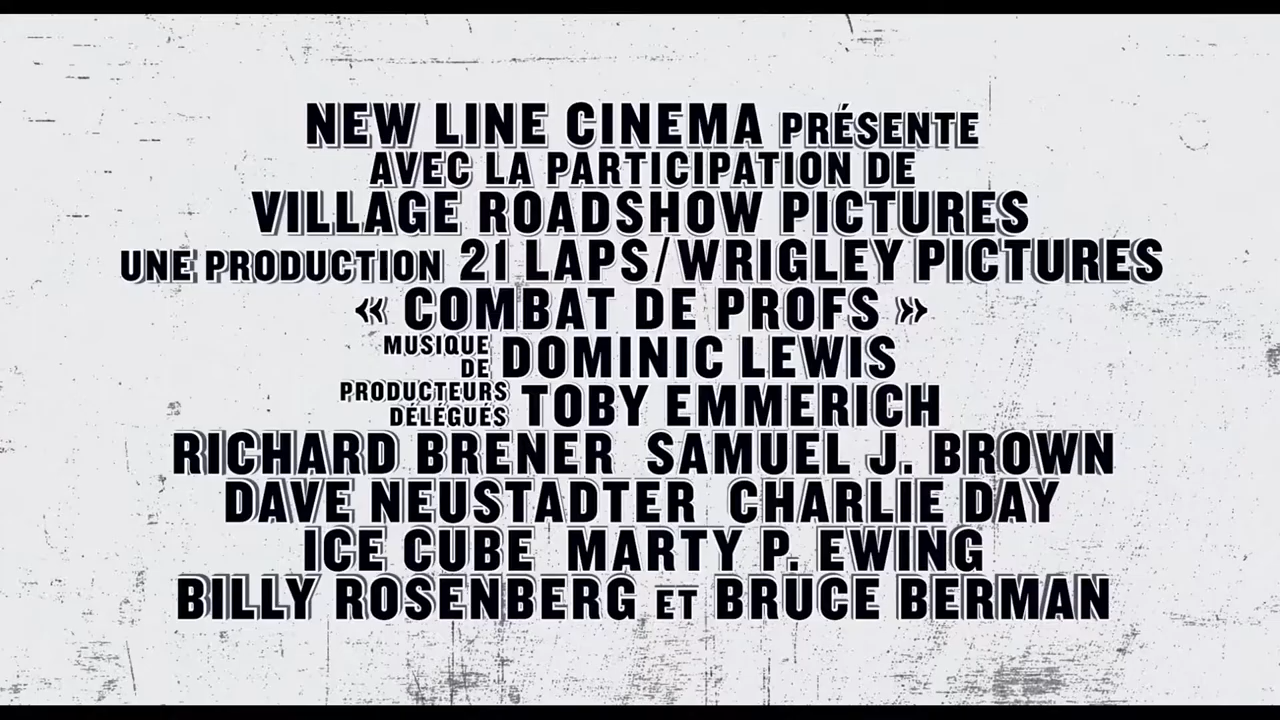 NEW LINE CINEMA PRÉSENTE
AVEC LA PARTICIPATION DE
VILLAGE ROADSHOW PICTURES
UNE PRODUCTION 21 LAPS/WRIGLEY PICTURES
« COMBAT DE PROFS »
MUSIQUE DE DOMINIC LEWIS
PRODUCTEURS DÉLÉGUÉS TOBY EMMERICH
RICHARD BRENER SAMUEL J. BROWN
DAVE NEUSTADTER CHARLIE DAY
ICE CUBE MARTY P. EWING
BILLY ROSENBERG ET BRUCE BERMAN